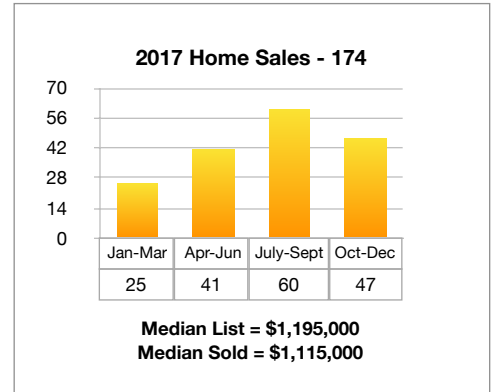 2017 Home Sales - 174
70
56
42
28
14
0
Jan-Mar Apr-Jun July-Sept Oct-Dec
25 41 60 47
Median List = $1,195,000
Median Sold = $1,115,000